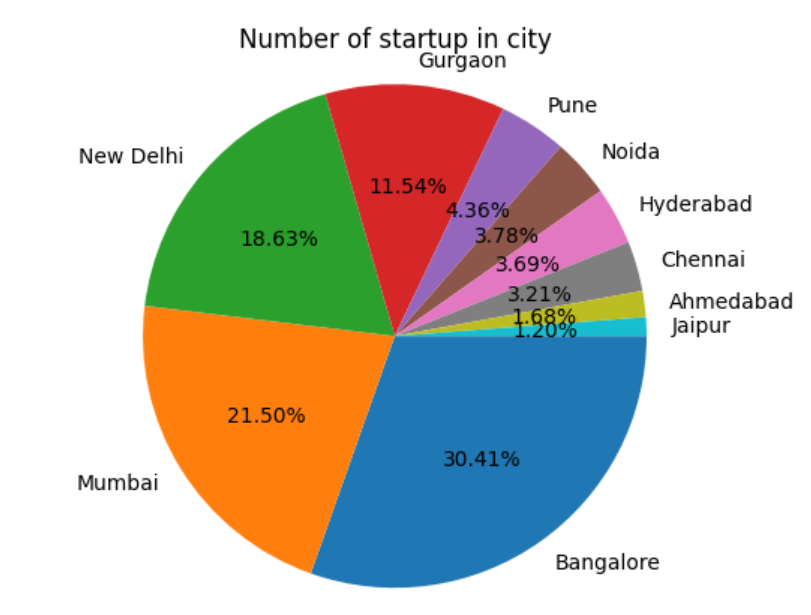 Number of startup in city
Gurgaon
Pune
New Delhi
Noida
11.54%
Hyderabad
4.36%
3.78%
18.63%
Chennai
3.69%
3.21%
Ahmedabad
1.68%
Jaipur
1.20%
21.50%
30.41%
Mumbai
Bangalore